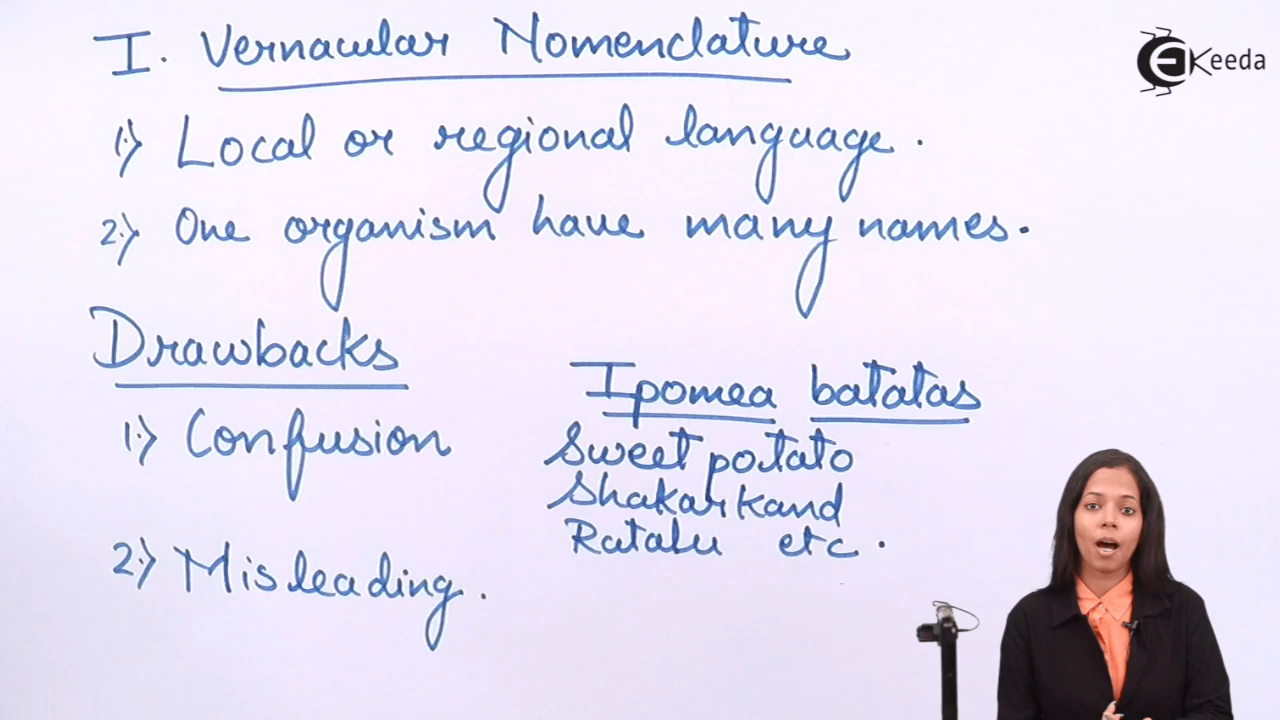 I. Vernacular Nomenclature
1) Local or regional language.
2) One organism have many names.
Drawbacks
1) Confusion
2) Misleading.
Ipomea batatas
Sweet potato
Shakarkand
Ratalu etc.
EKeeda